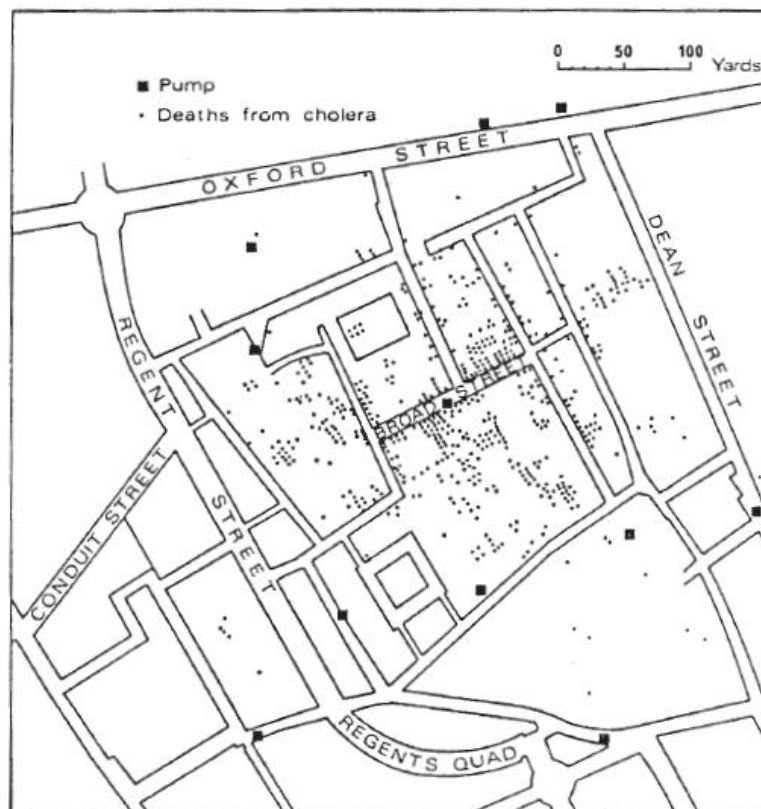 0 50 100
Yards
Pump
Deaths from cholera
OXFORD STREET
DEAN STREET
REGENT STREET
BROAD STREET
CONDUIT STREET
REGENTS QUAD